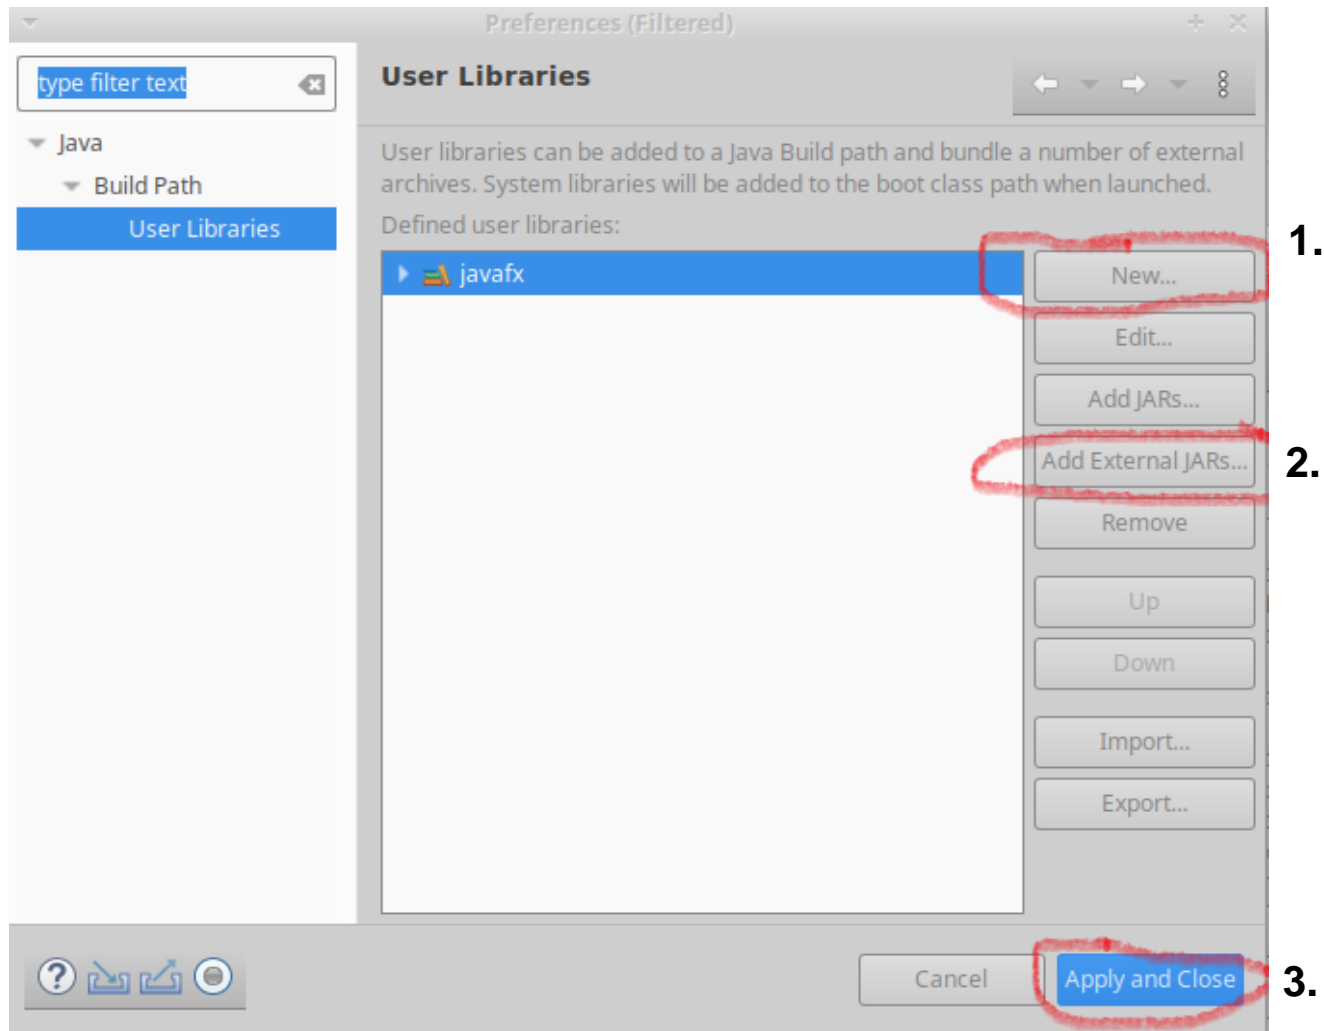 Preferences (Filtered)
type filter text
Java
Build Path
User Libraries
User Libraries
User libraries can be added to a Java Build path and bundle a number of external
archives. System libraries will be added to the boot class path when launched.
Defined user libraries:
javafx
New...
1.
Edit...
Add JARs...
Add External JARs...
2.
Remove
Up
Down
Import...
Export...
?
Cancel
Apply and Close
3.